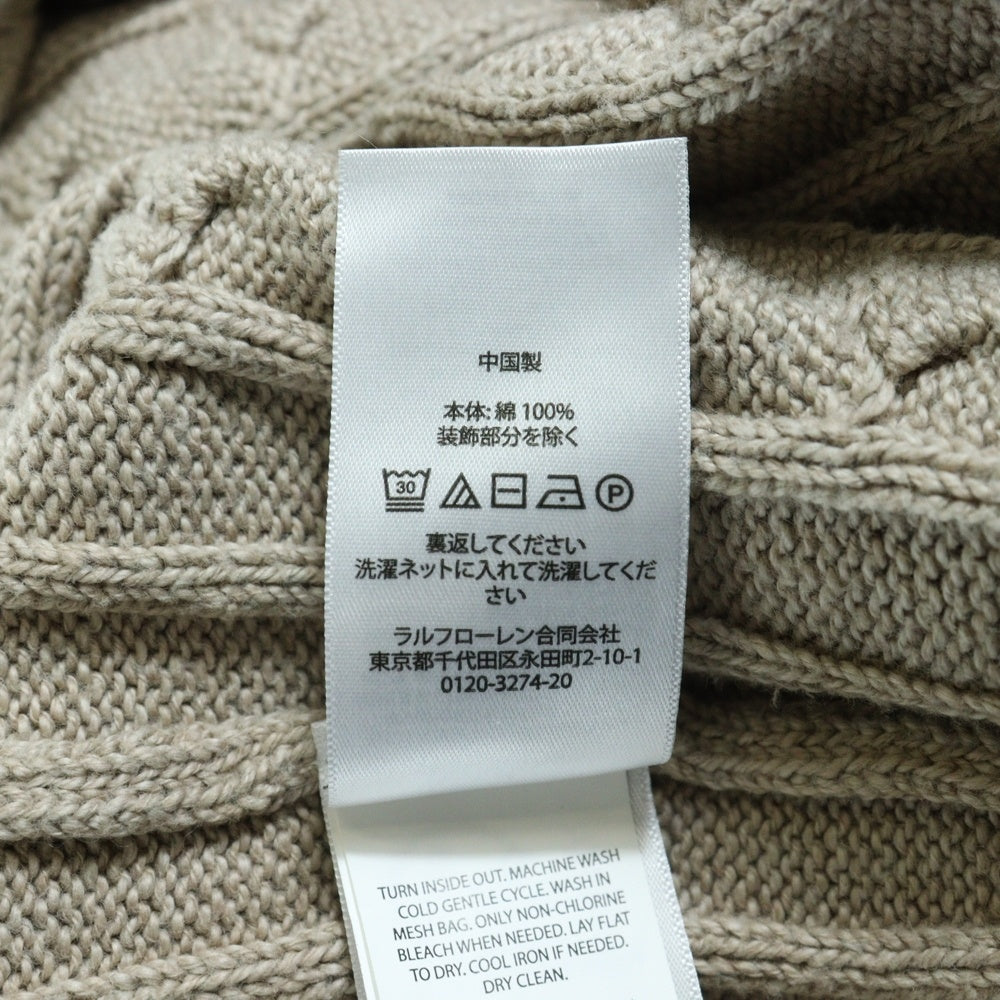 中国製
本体: 綿 100%
装飾部分を除く
30 P
裏返してください
洗濯ネットに入れて洗濯してくだ
さい
ラルフローレン合同会社
東京都千代田区永田町2-10-1
0120-3274-20
TURN INSIDE OUT. MACHINE WASH
COLD GENTLE CYCLE. WASH IN
MESH BAG. ONLY NON-CHLORINE
BLEACH WHEN NEEDED. LAY FLAT
TO DRY. COOL IRON IF NEEDED.
DRY CLEAN.